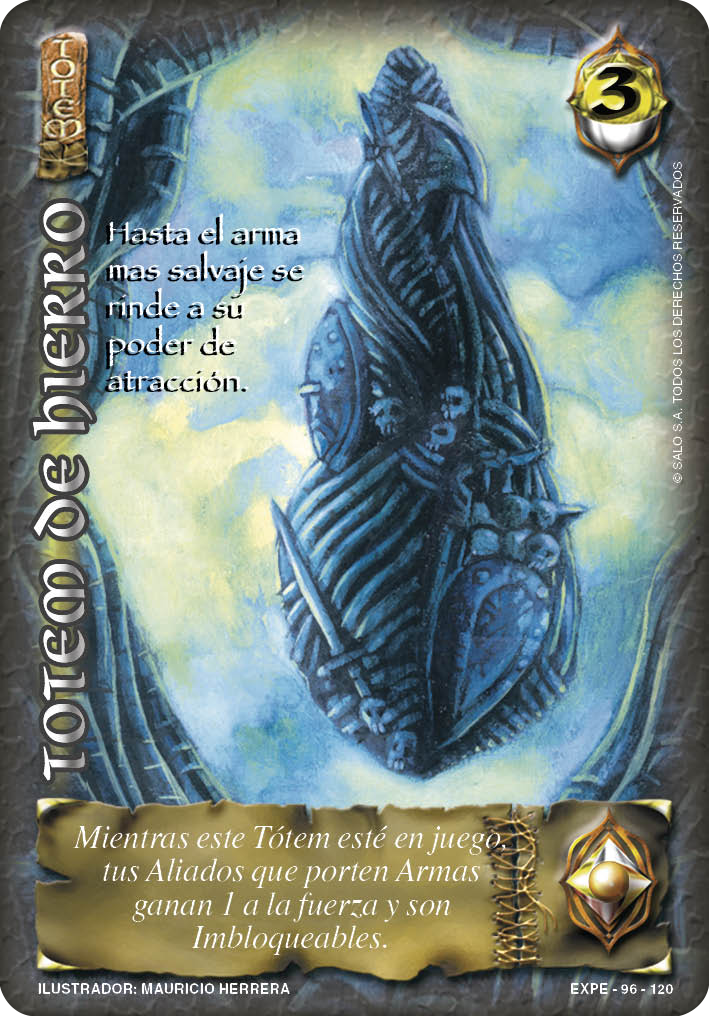 TOTEM
3
Totem de Hierro
Hasta el arma
mas salvaje se
rinde a su
poder de
atracción.
© SALO S.A. TODOS LOS DERECHOS RESERVADOS
Mientras este Tótem esté en juego,
tus Aliados que porten Armas
ganan 1 a la fuerza y son
Imbloqueables.
ILUSTRADOR: MAURICIO HERRERA
EXPE - 96 - 120